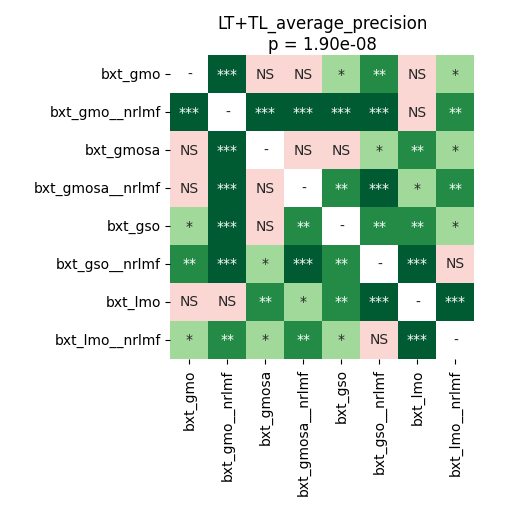 LT+TL_average_precision
p = 1.90e-08
bxt_gmo - *** NS NS * ** NS *
bxt_gmo__nrlmf *** - *** *** *** *** NS **
bxt_gmosa NS *** - NS NS * ** *
bxt_gmosa__nrlmf NS *** NS - ** *** * **
bxt_gso * *** NS ** - ** ** *
bxt_gso__nrlmf ** *** * *** ** - *** NS
bxt_lmo NS NS ** * ** *** - ***
bxt_lmo__nrlmf * ** * ** * NS *** -
bxt_gmo
bxt_gmo__nrlmf
bxt_gmosa
bxt_gmosa__nrlmf
bxt_gso
bxt_gso__nrlmf
bxt_lmo
bxt_lmo__nrlmf